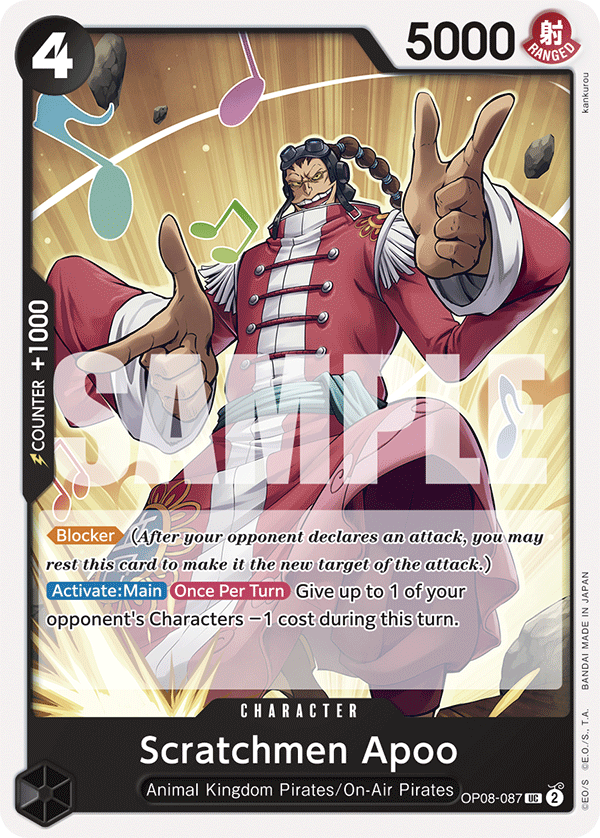 4
5000
射
RANGED
kankurou
COUNTER +1000
SAMPLE
Blocker (After your opponent declares an attack, you may
rest this card to make it the new target of the attack.)
Activate:Main Once Per Turn Give up to 1 of your
opponent's Characters −1 cost during this turn.
CHARACTER
Scratchmen Apoo
Animal Kingdom Pirates/On-Air Pirates
OP08-087 UC 2
©EO/S ©E.O./S., T.A. BANDAI MADE IN JAPAN